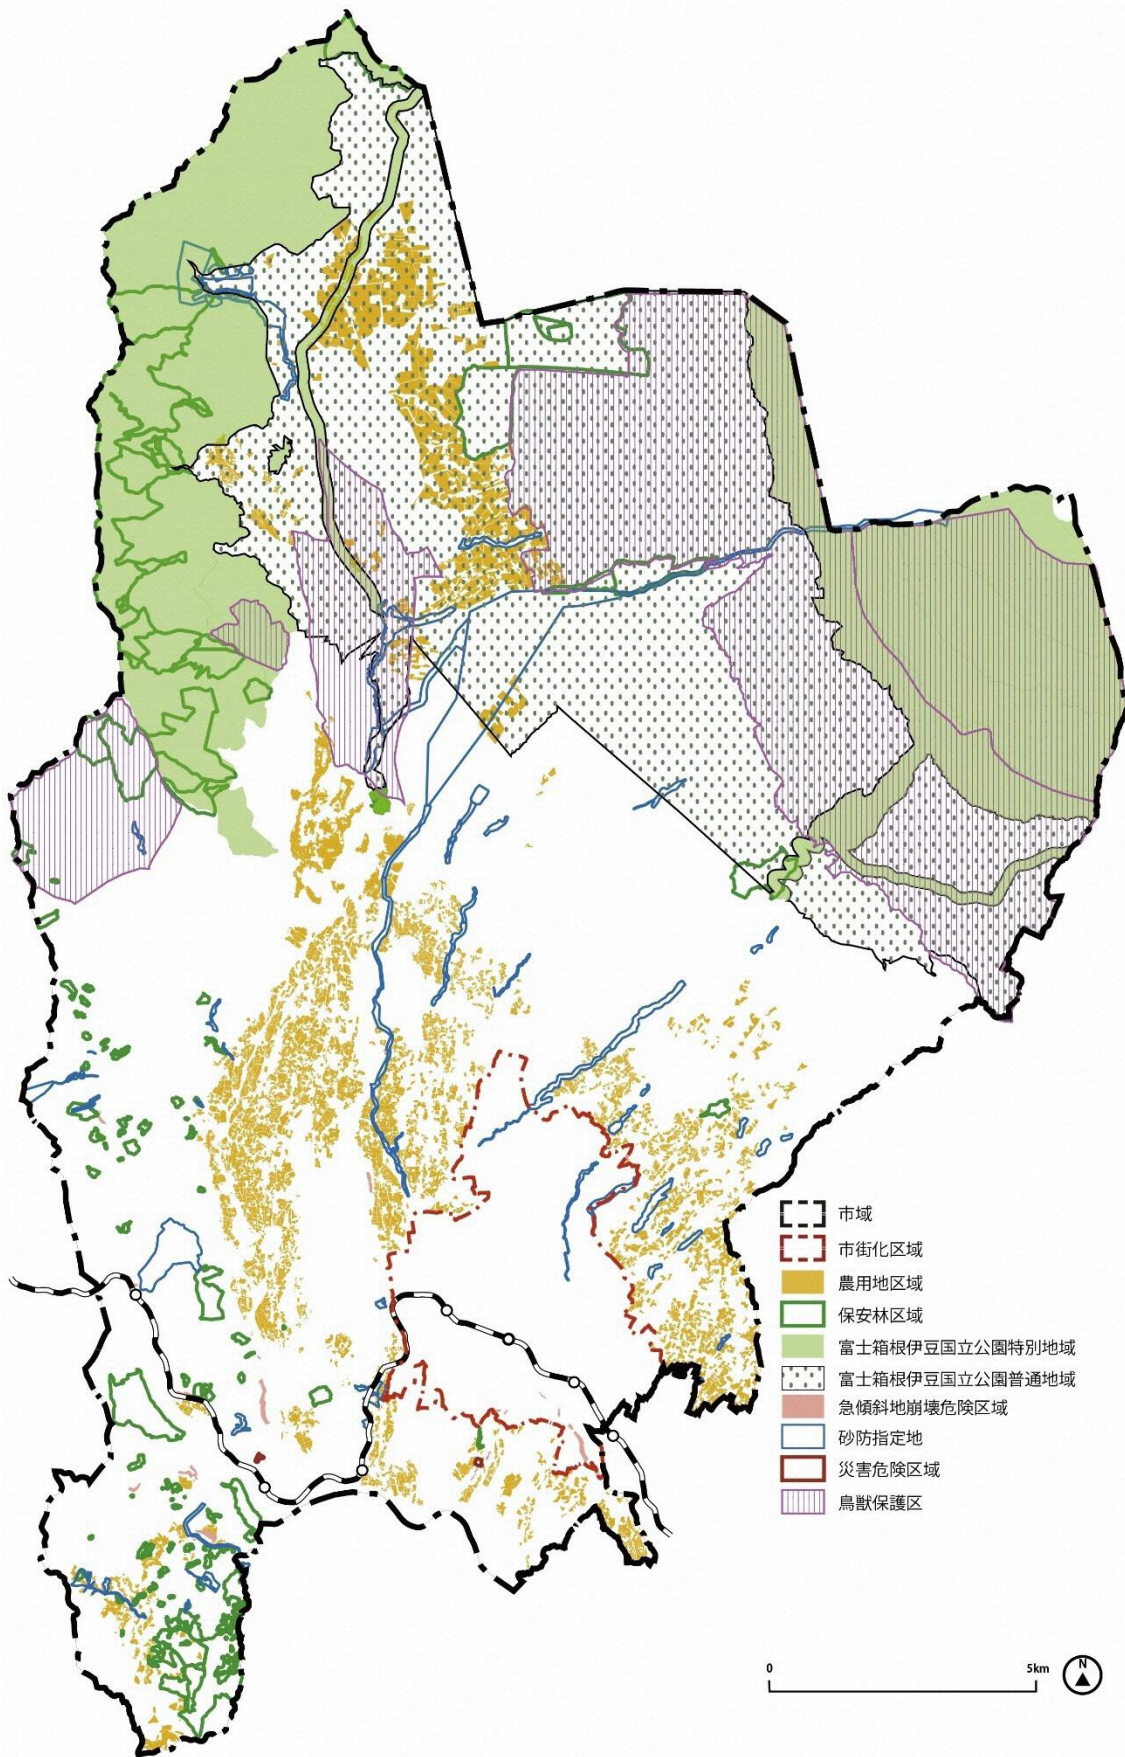 市域
市街化区域
農用地区域
保安林区域
富士箱根伊豆国立公園特別地域
富士箱根伊豆国立公園普通地域
急傾斜地崩壊危険区域
砂防指定地
災害危険区域
鳥獣保護区
0 5km N